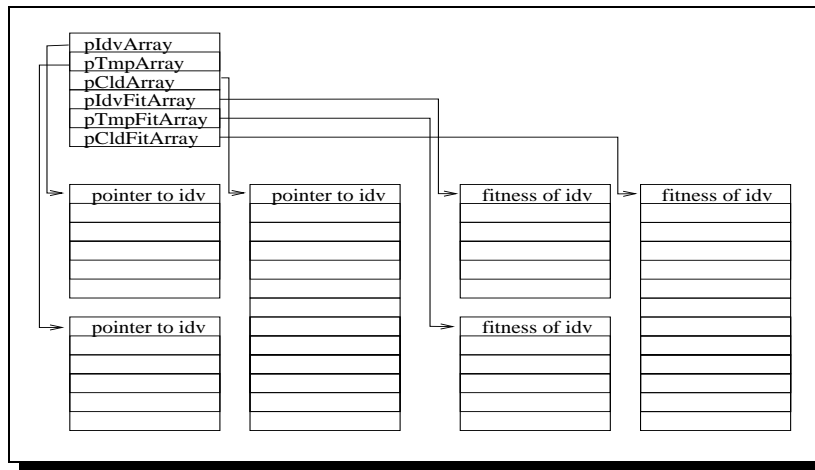 pIdvArray
pTmpArray
pCldArray
pIdvFitArray
pTmpFitArray
pCldFitArray
pointer to idv
pointer to idv
fitness of idv
fitness of idv
pointer to idv
fitness of idv